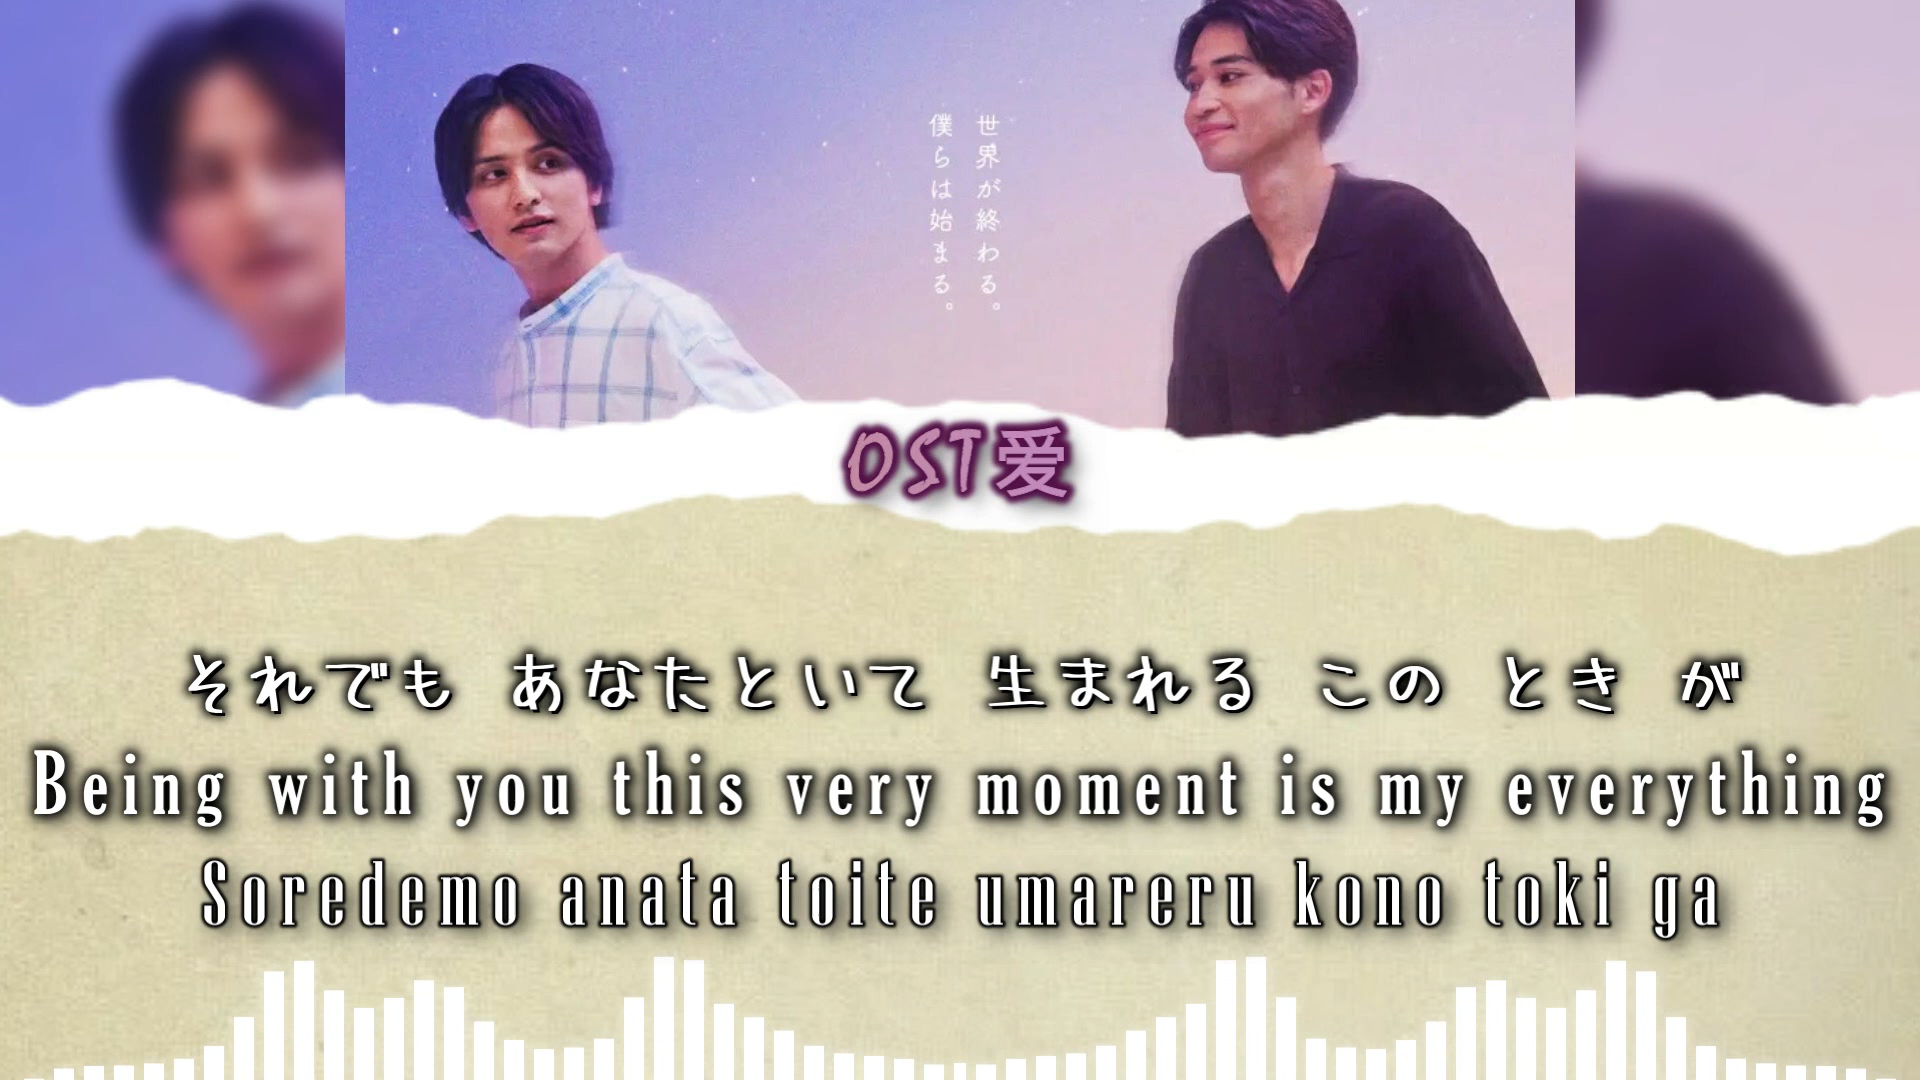 世界が終わる。
僕らは始まる。
OST爱
それでも あなたといて 生まれる この とき が
Being with you this very moment is my everything
Soredemo anata toite umareru kono toki ga